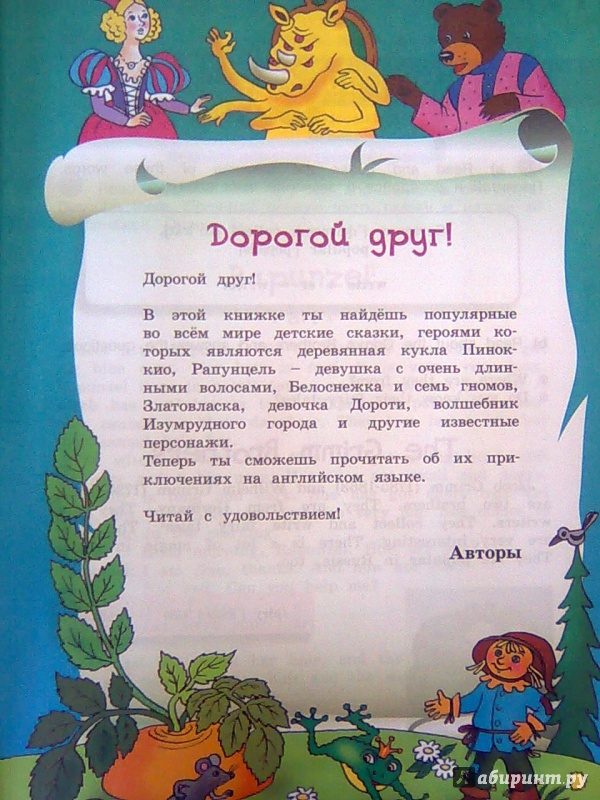 Дорогой друг!
Дорогой друг!
В этой книжке ты найдёшь популярные
во всём мире детские сказки, героями ко-
торых являются деревянная кукла Пинок-
кио, Рапунцель – девушка с очень длин-
ными волосами, Белоснежка и семь гномов,
Златовласка, девочка Дороти, волшебник
Изумрудного города и другие известные
персонажи.
Теперь ты сможешь прочитать об их при-
ключениях на английском языке.
Читай с удовольствием!
Авторы
абиринт.ру